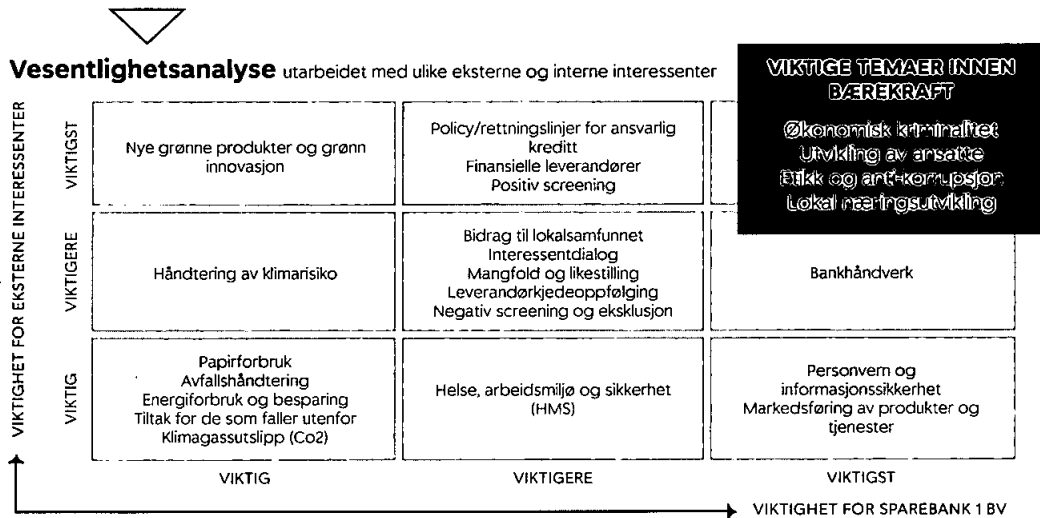 Vesentlighetsanalyse utarbeidet med ulike eksterne og interne interessenter
VIKTIGE TEMAER INNEN
BÆREKRAFT
Økonomisk kriminalitet
Utvikling av ansatte
Etikk og anti-korrupsjon
Lokal næringsutvikling
VIKTIGHET FOR EKSTERNE INTERESSENTER
VIKTIGST
Nye grønne produkter og grønn
innovasjon
Policy/rettningslinjer for ansvarlig
kreditt
Finansielle leverandører
Positiv screening
VIKTIGERE
Håndtering av klimarisiko
Bidrag til lokalsamfunnet
Interessentdialog
Mangfold og likestilling
Leverandørkjedeoppfølging
Negativ screening og eksklusjon
Bankhåndverk
VIKTIG
Papirforbruk
Avfallshåndtering
Energiforbruk og besparing
Tiltak for de som faller utenfor
Klimagassutslipp (Co2)
Helse, arbeidsmiljø og sikkerhet
(HMS)
Personvern og
informasjonssikkerhet
Markedsføring av produkter og
tjenester
VIKTIG
VIKTIGERE
VIKTIGST
VIKTIGHET FOR SPAREBANK 1 BV